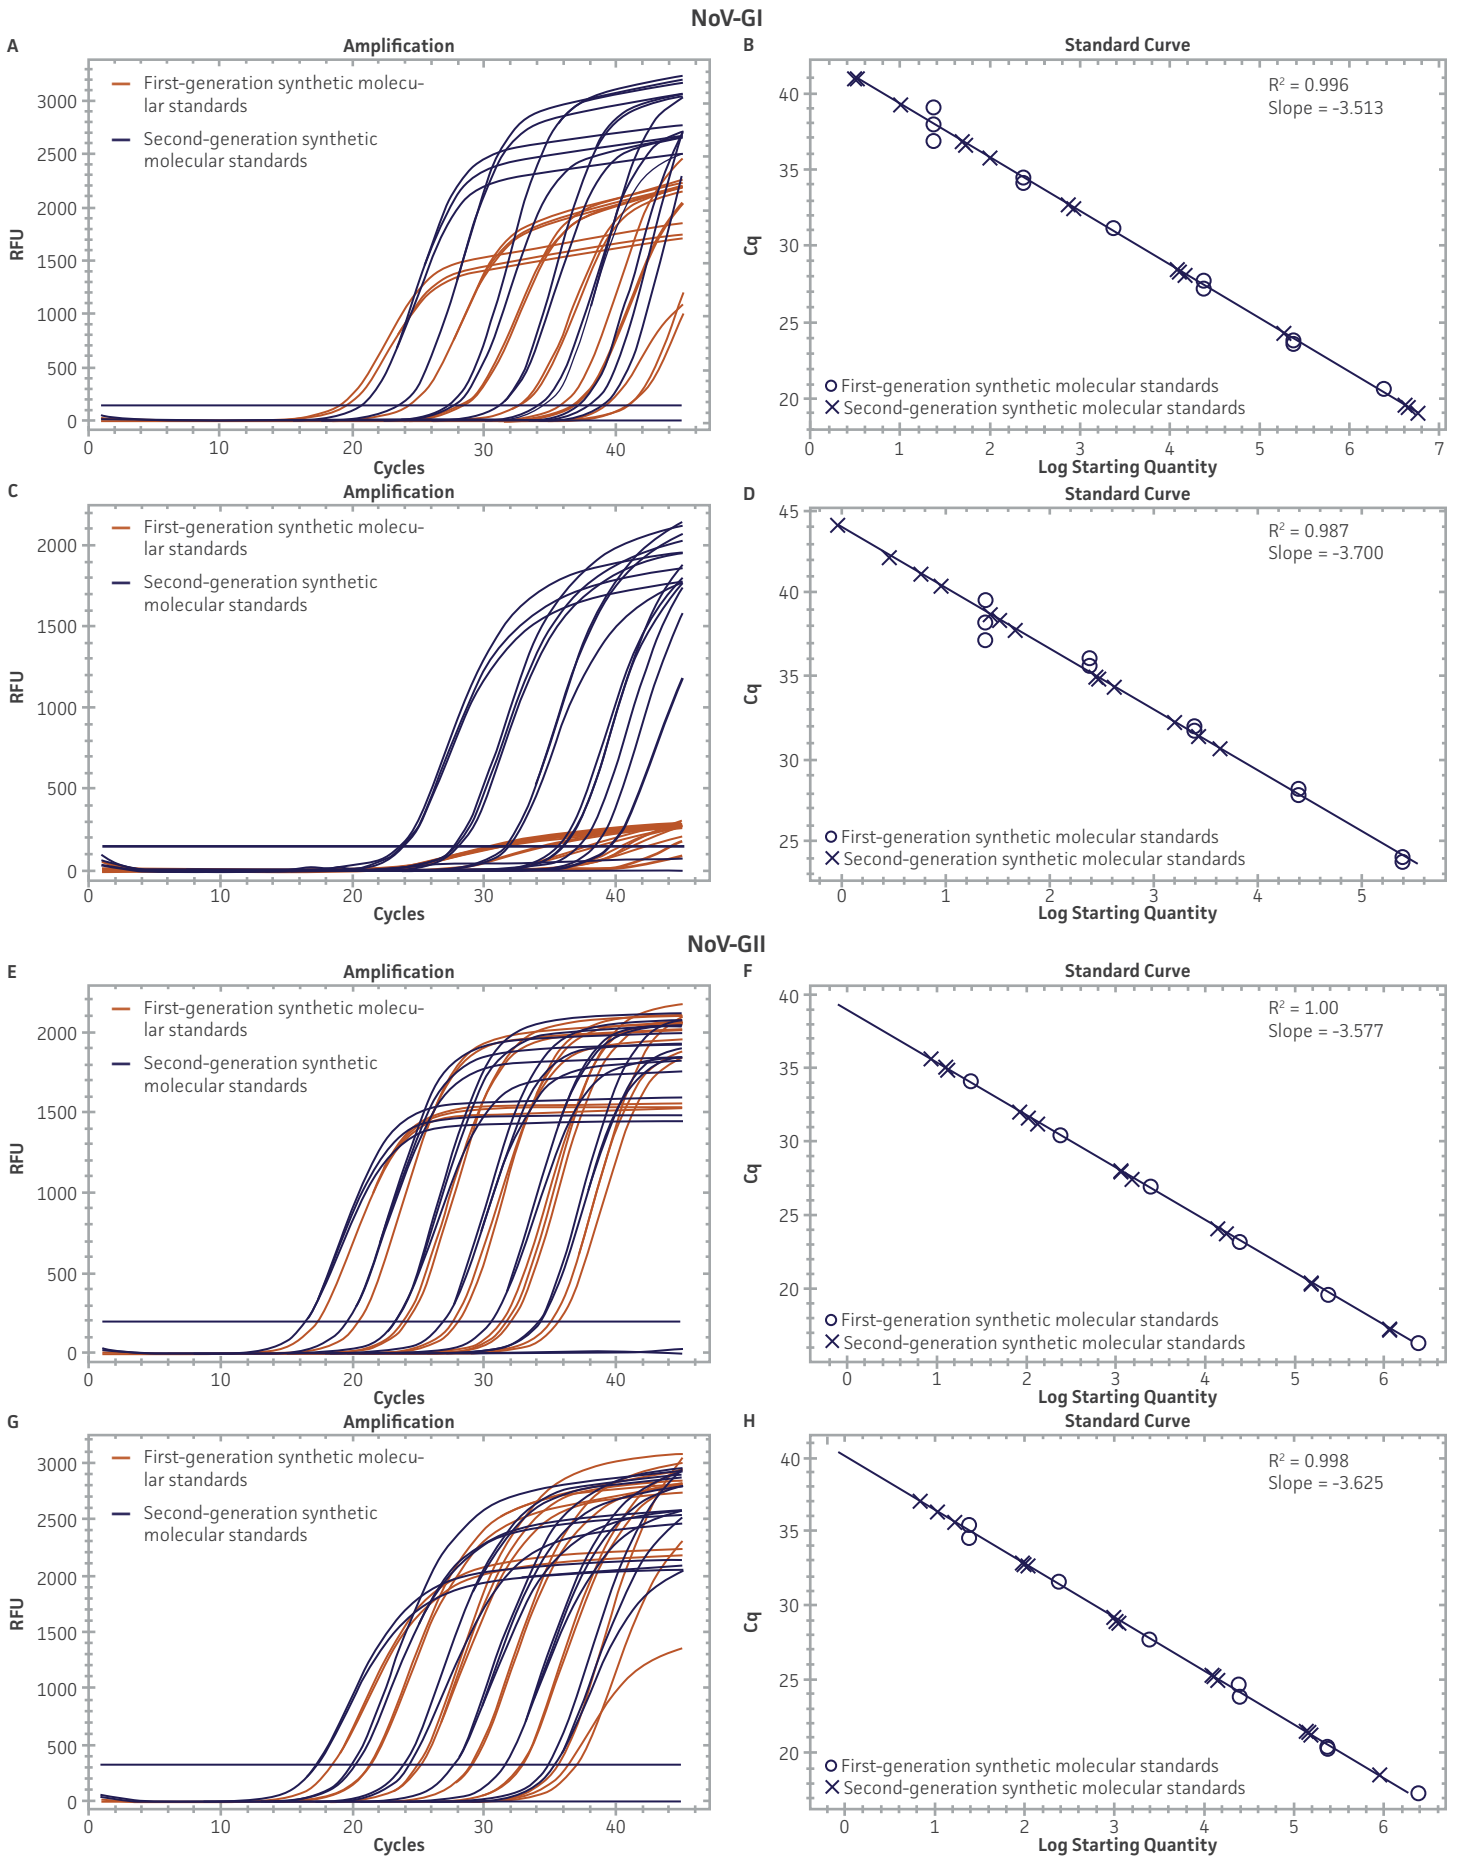 NoV-GI
A
Amplification
First-generation synthetic molecu-
lar standards
Second-generation synthetic
molecular standards
RFU
3000
2500
2000
1500
1000
500
0
0 10 20 30 40
Cycles
B
Standard Curve
R² = 0.996
Slope = -3.513
Cq
40
35
30
25
20
First-generation synthetic molecular standards
Second-generation synthetic molecular standards
0 1 2 3 4 5 6 7
Log Starting Quantity
C
Amplification
First-generation synthetic molecu-
lar standards
Second-generation synthetic
molecular standards
RFU
2000
1500
1000
500
0
0 10 20 30 40
Cycles
D
Standard Curve
R² = 0.987
Slope = -3.700
Cq
45
40
35
30
25
First-generation synthetic molecular standards
Second-generation synthetic molecular standards
0 1 2 3 4 5
Log Starting Quantity
NoV-GII
E
Amplification
First-generation synthetic molecu-
lar standards
Second-generation synthetic
molecular standards
RFU
2000
1500
1000
500
0
0 10 20 30 40
Cycles
F
Standard Curve
R² = 1.00
Slope = -3.577
Cq
40
35
30
25
20
First-generation synthetic molecular standards
Second-generation synthetic molecular standards
0 1 2 3 4 5 6
Log Starting Quantity
G
Amplification
First-generation synthetic molecu-
lar standards
Second-generation synthetic
molecular standards
RFU
3000
2500
2000
1500
1000
500
0
0 10 20 30 40
Cycles
H
Standard Curve
R² = 0.998
Slope = -3.625
Cq
40
35
30
25
20
First-generation synthetic molecular standards
Second-generation synthetic molecular standards
0 1 2 3 4 5 6
Log Starting Quantity